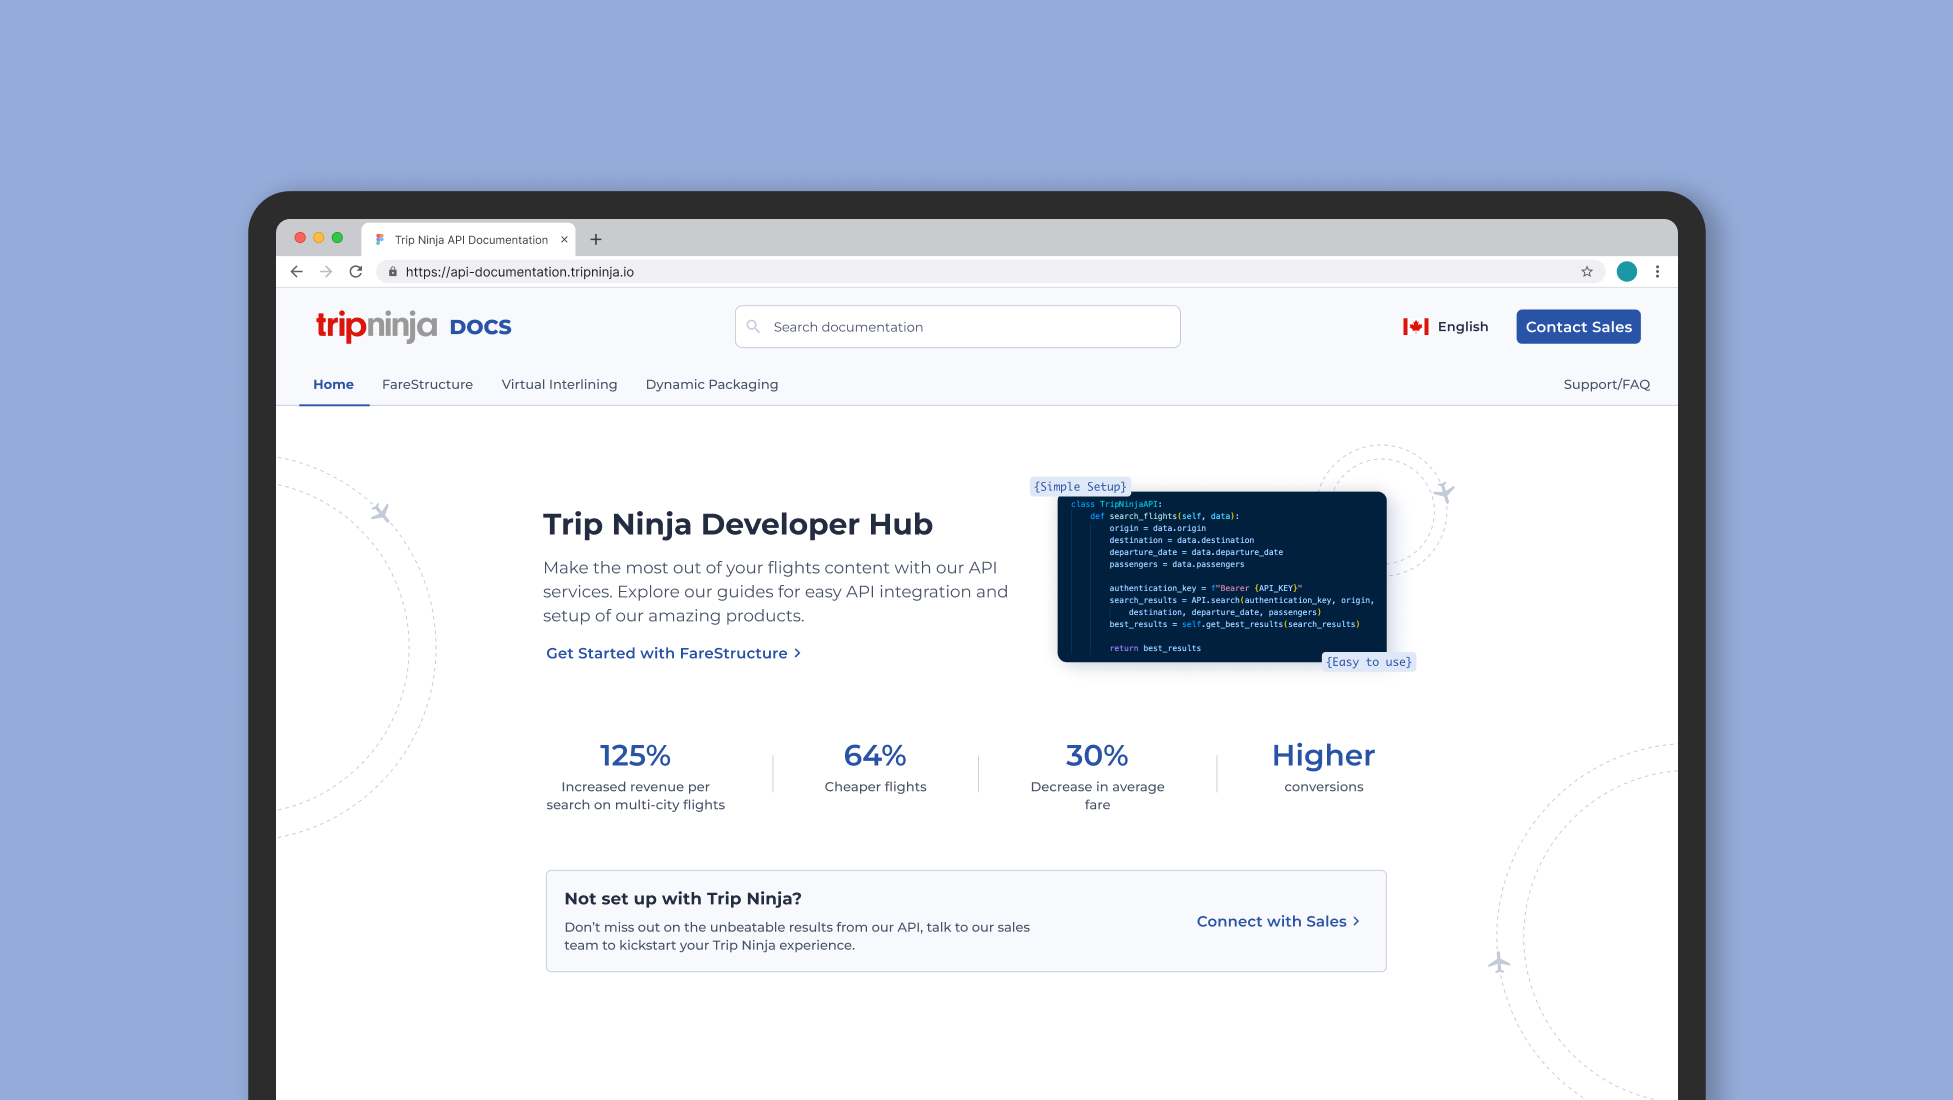 Trip Ninja API Documentation
https://api-documentation.tripninja.io
tripninja DOCS
Search documentation
English
Contact Sales
Home
FareStructure
Virtual Interlining
Dynamic Packaging
Support/FAQ
Trip Ninja Developer Hub
Make the most out of your flights content with our API
services. Explore our guides for easy API integration and
setup of our amazing products.
Get Started with FareStructure >
{Simple Setup}
class TripNinjaAPI:
def search_flights(self, data):
origin = data.origin
destination = data.destination
departure_date = data.departure_date
passengers = data.passengers
authentication_key = f"Bearer {API_KEY}"
search_results = API.search(authentication_key, origin,
destination, departure_date, passengers)
best_results = self.get_best_results(search_results)
return best_results
{Easy to use}
125%
Increased revenue per
search on multi-city flights
64%
Cheaper flights
30%
Decrease in average
fare
Higher
conversions
Not set up with Trip Ninja?
Don’t miss out on the unbeatable results from our API, talk to our sales
team to kickstart your Trip Ninja experience.
Connect with Sales >